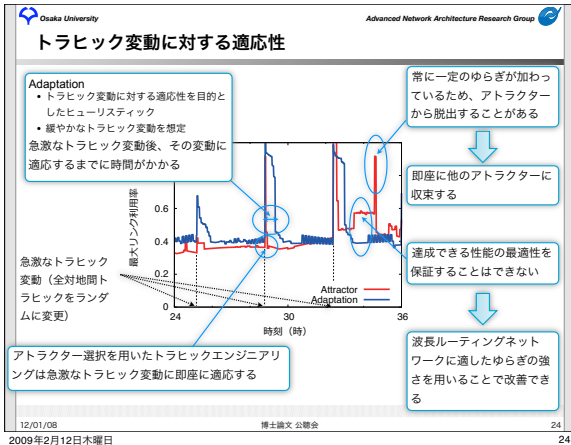 Osaka University
Advanced Network Architecture Research Group
トラヒック変動に対する適応性
Adaptation
• トラヒック変動に対する適応性を目的と
したヒューリスティック
• 緩やかなトラヒック変動を想定
急激なトラヒック変動後、その変動に
適応するまでに時間がかかる
常に一定のゆらぎが加わっ
ているため、アトラクター
から脱出することがある
即座に他のアトラクターに
収束する
達成できる性能の最適性を
保証することはできない
波長ルーティングネット
ワークに適したゆらぎの強
さを用いることで改善でき
る
最大リンク利用率
0.6
0.4
0.2
0
24
30
36
時刻（時）
Attractor
Adaptation
急激なトラヒック
変動（全対地間ト
ラヒックをランダ
ムに変更）
アトラクター選択を用いたトラヒックエンジニアリ
ングは急激なトラヒック変動に即座に適応する
12/01/08
博士論文 公聴会
24
2009年2月12日木曜日
24